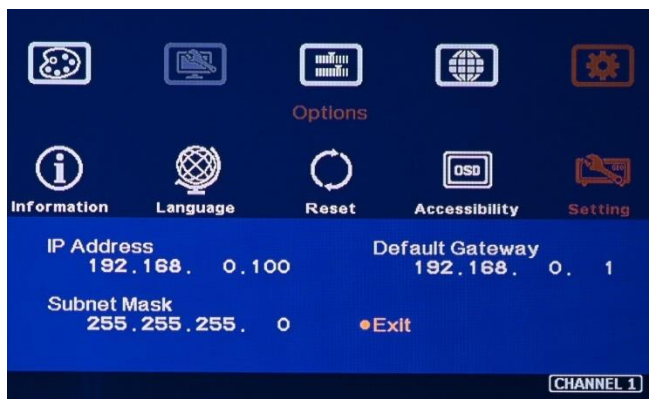 Options
OSD
Information Language Reset Accessibility Setting
IP Address Default Gateway
192.168. 0.100 192.168. 0. 1
Subnet Mask
255.255.255. 0 ●Exit
CHANNEL 1